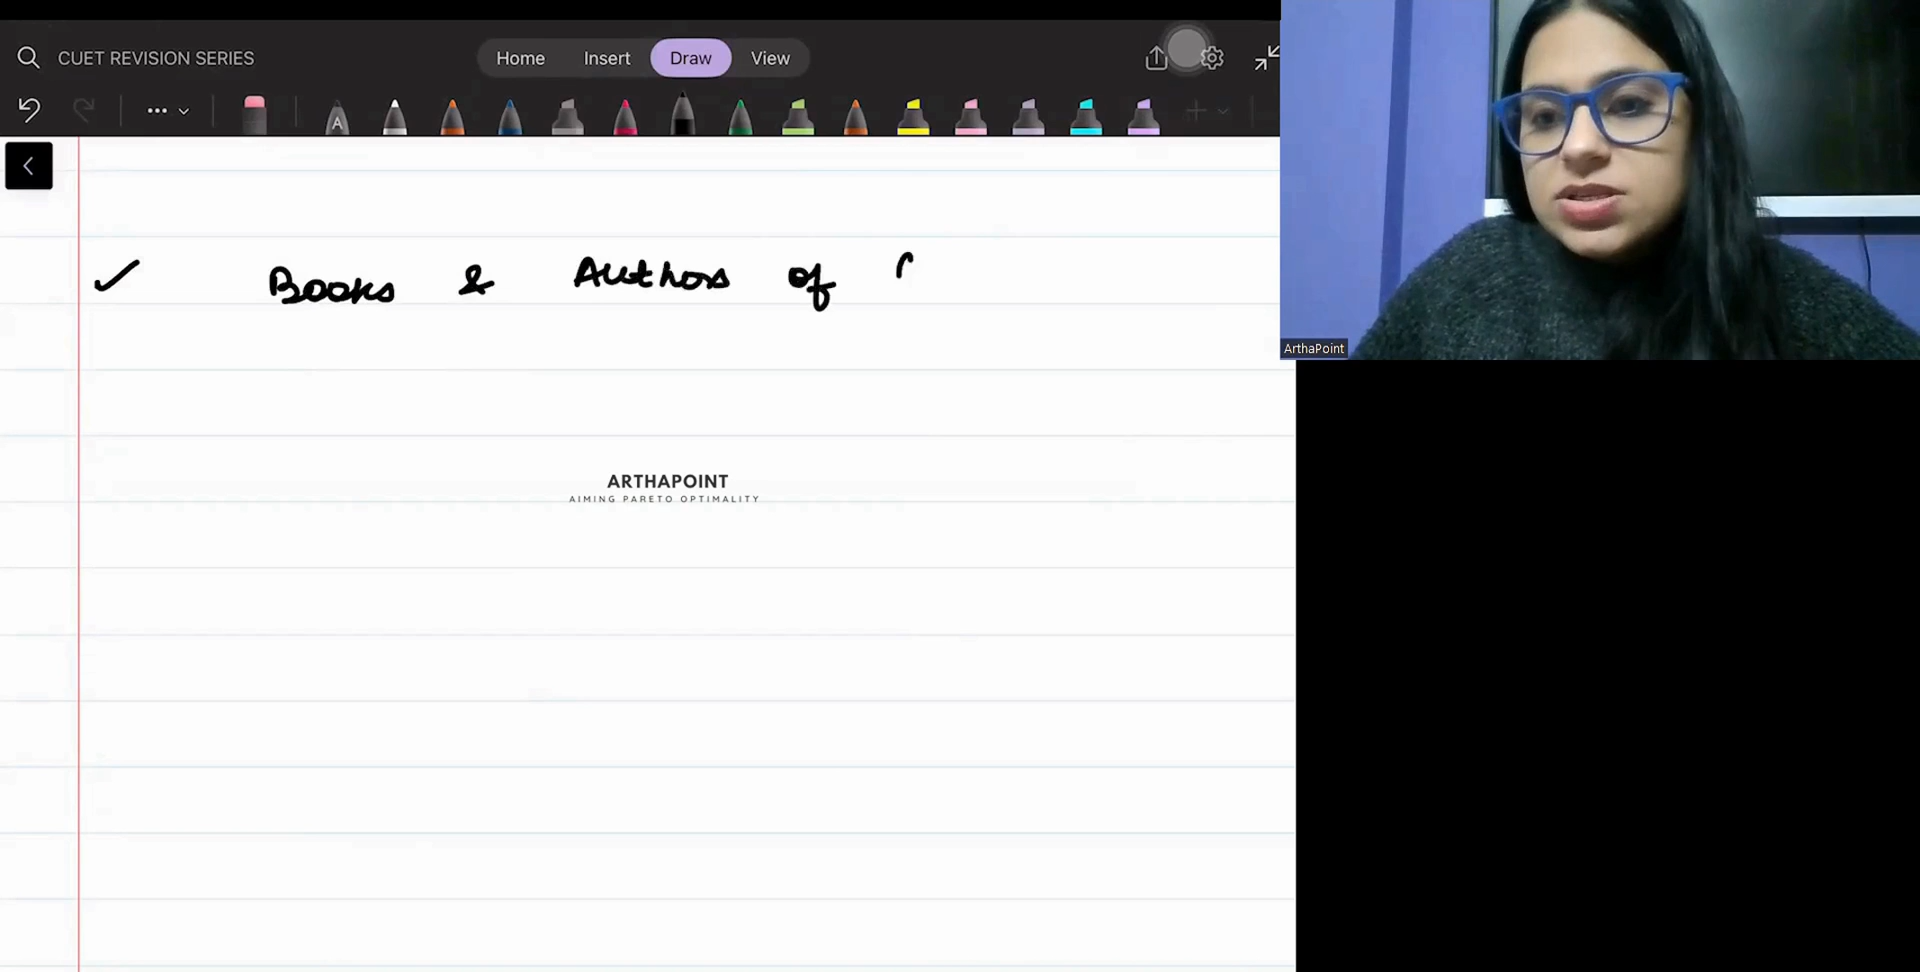 CUET REVISION SERIES
Home Insert Draw View
A
Books & Authors of
ARTHAPOINT
AIMING PARETO OPTIMALITY
ArthaPoint